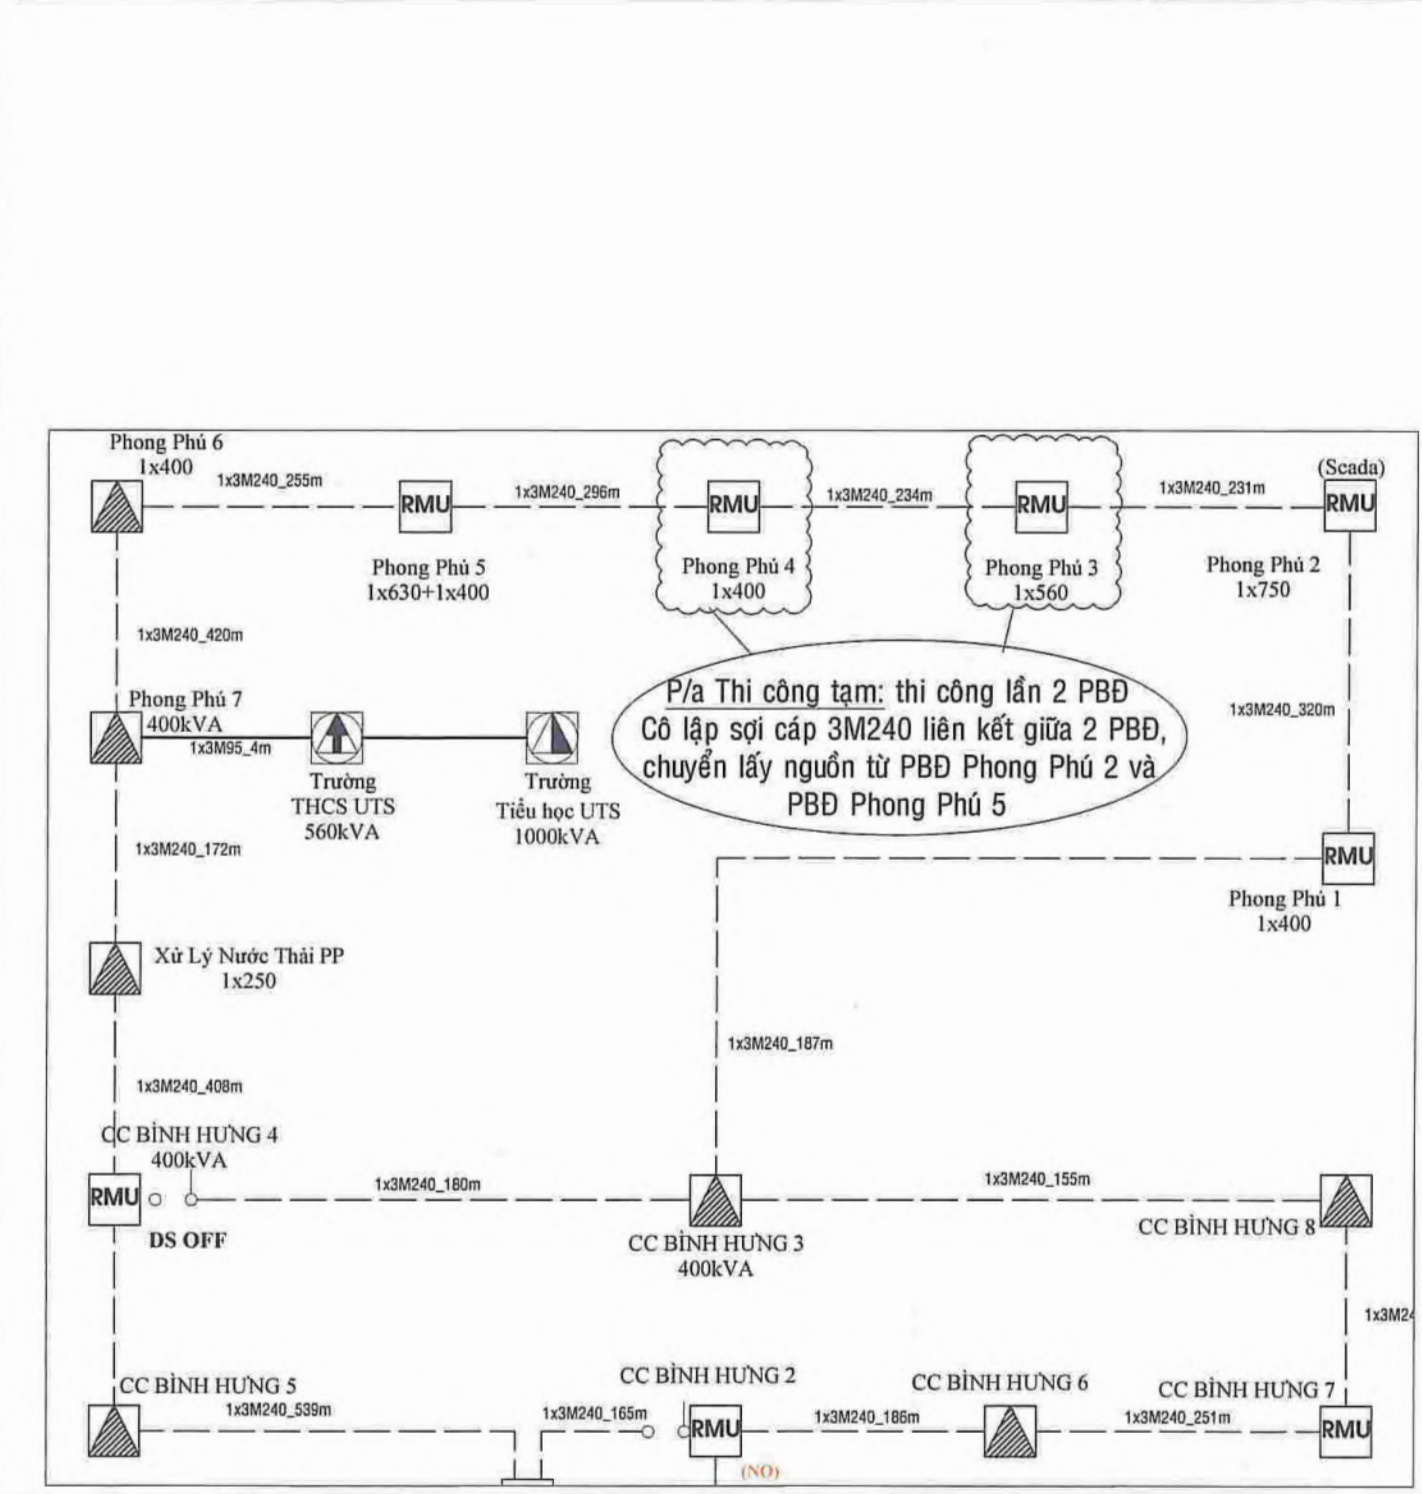 Phong Phú 6
1x400
1x3M240_255m
RMU
1x3M240_296m
RMU
1x3M240_234m
RMU
1x3M240_231m
(Scada)
RMU
Phong Phú 5
1x630+1x400
Phong Phú 4
1x400
Phong Phú 3
1x560
Phong Phú 2
1x750
1x3M240_420m
Phong Phú 7
400kVA
1x3M95_4m
Trường
THCS UTS
560kVA
Trường
Tiểu học UTS
1000kVA
P/a Thi công tạm: thi công lần 2 PBĐ
Cô lập sợi cáp 3M240 liên kết giữa 2 PBĐ,
chuyển lấy nguồn từ PBĐ Phong Phú 2 và
PBĐ Phong Phú 5
1x3M240_320m
1x3M240_172m
RMU
Phong Phú 1
1x400
Xử Lý Nước Thải PP
1x250
1x3M240_187m
1x3M240_408m
CC BÌNH HƯNG 4
400kVA
RMU
DS OFF
1x3M240_180m
CC BÌNH HƯNG 3
400kVA
1x3M240_155m
CC BÌNH HƯNG 8
1x3M24
CC BÌNH HƯNG 5
1x3M240_539m
1x3M240_165m
CC BÌNH HƯNG 2
RMU
(NO)
1x3M240_186m
CC BÌNH HƯNG 6
1x3M240_251m
CC BÌNH HƯNG 7
RMU